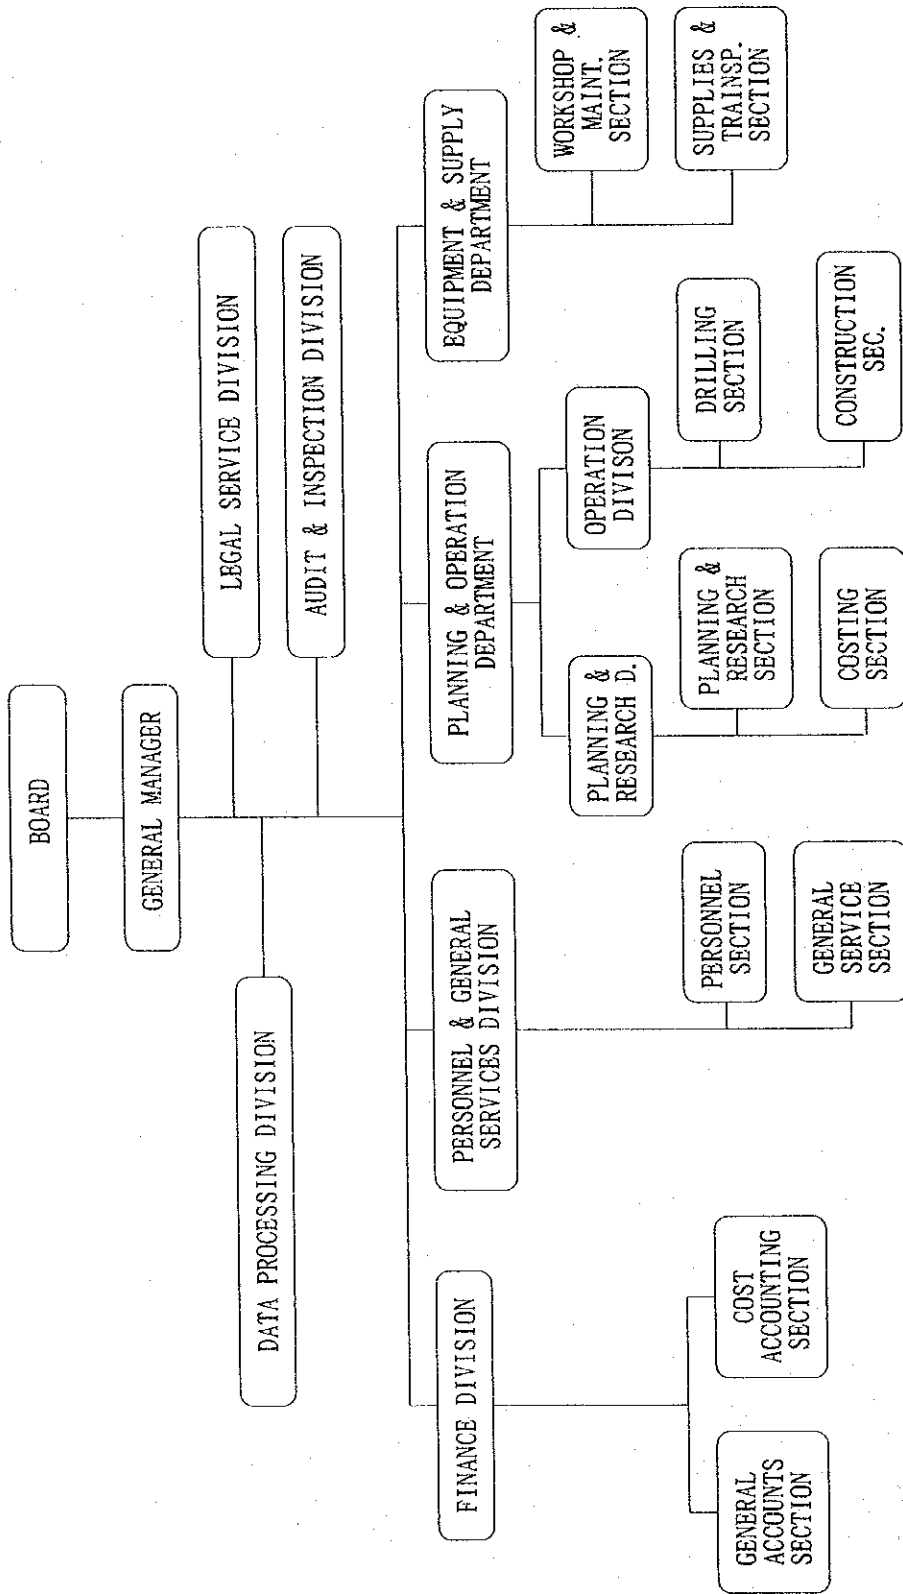 BOARD
GENERAL MANAGER
LEGAL SERVICE DIVISION
DATA PROCESSING DIVISION
AUDIT & INSPECTION DIVISION
FINANCE DIVISION
PERSONNEL & GENERAL
SERVICES DIVISION
PLANNING & OPERATION
DEPARTMENT
EQUIPMENT & SUPPLY
DEPARTMENT
GENERAL
ACCOUNTS
SECTION
COST
ACCOUNTING
SECTION
PERSONNEL
SECTION
GENERAL
SERVICE
SECTION
PLANNING &
RESEARCH D.
PLANNING &
RESEARCH
SECTION
COSTING
SECTION
OPERATION
DIVISON
DRILLING
SECTION
CONSTRUCTION
SEC.
WORKSHOP &
MAINT.
SECTION
SUPPLIES &
TRAINSP.
SECTION